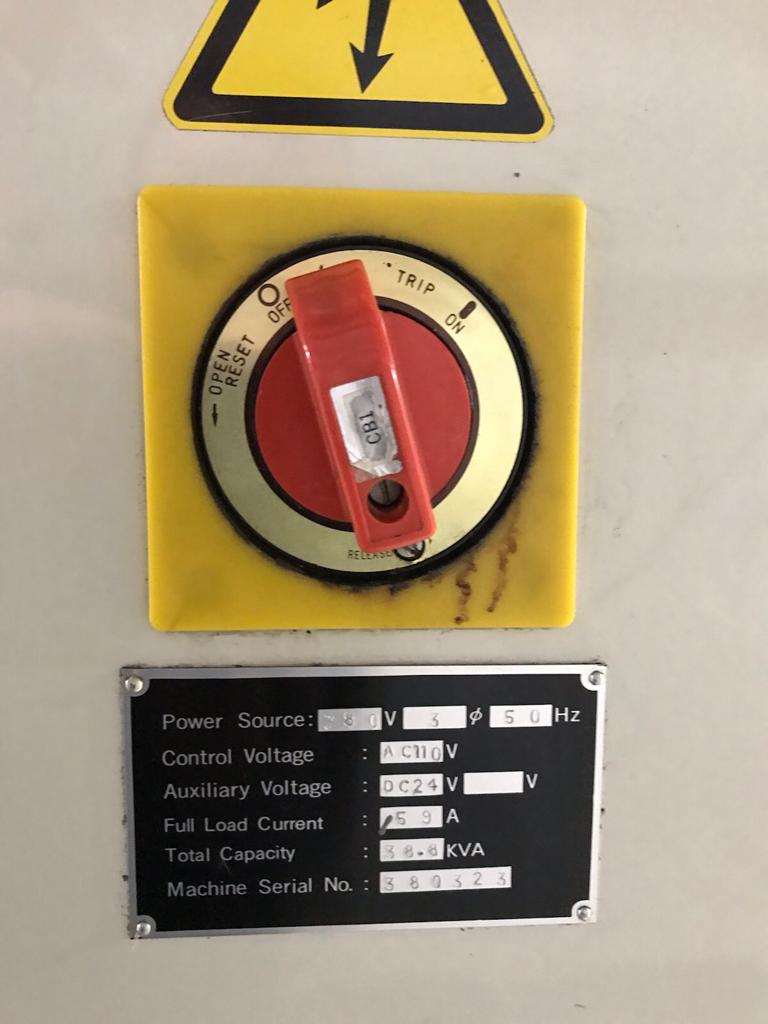 TRIP
ON
OFF
OPEN
RESET
CB1
RELEASE
Power Source: 380 V 3 φ 50 Hz
Control Voltage : AC110 V
Auxiliary Voltage : DC24 V V
Full Load Current : 59 A
Total Capacity : 38.8 KVA
Machine Serial No. : 380323